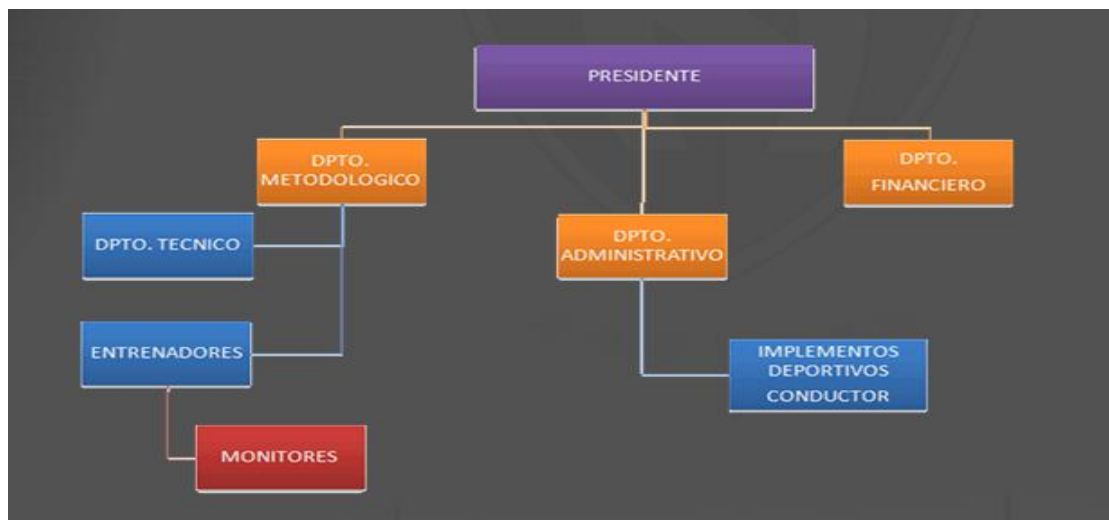 PRESIDENTE
DPTO.
METODOLOGICO
DPTO.
FINANCIERO
DPTO. TECNICO
DPTO.
ADMINISTRATIVO
ENTRENADORES
IMPLEMENTOS
DEPORTIVOS
CONDUCTOR
MONITORES